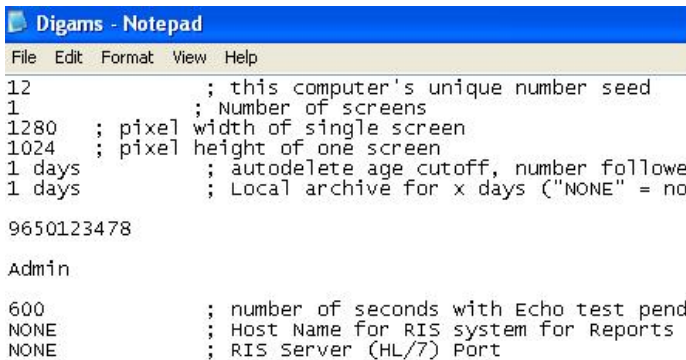 Digams - Notepad
File Edit Format View Help
12 ; this computer's unique number seed
1 ; Number of screens
1280 ; pixel width of single screen
1024 ; pixel height of one screen
1 days ; autodelete age cutoff, number followe
1 days ; Local archive for x days ("NONE" = no
9650123478
Admin
600 ; number of seconds with Echo test pend
NONE ; Host Name for RIS system for Reports
NONE ; RIS Server (HL/7) Port